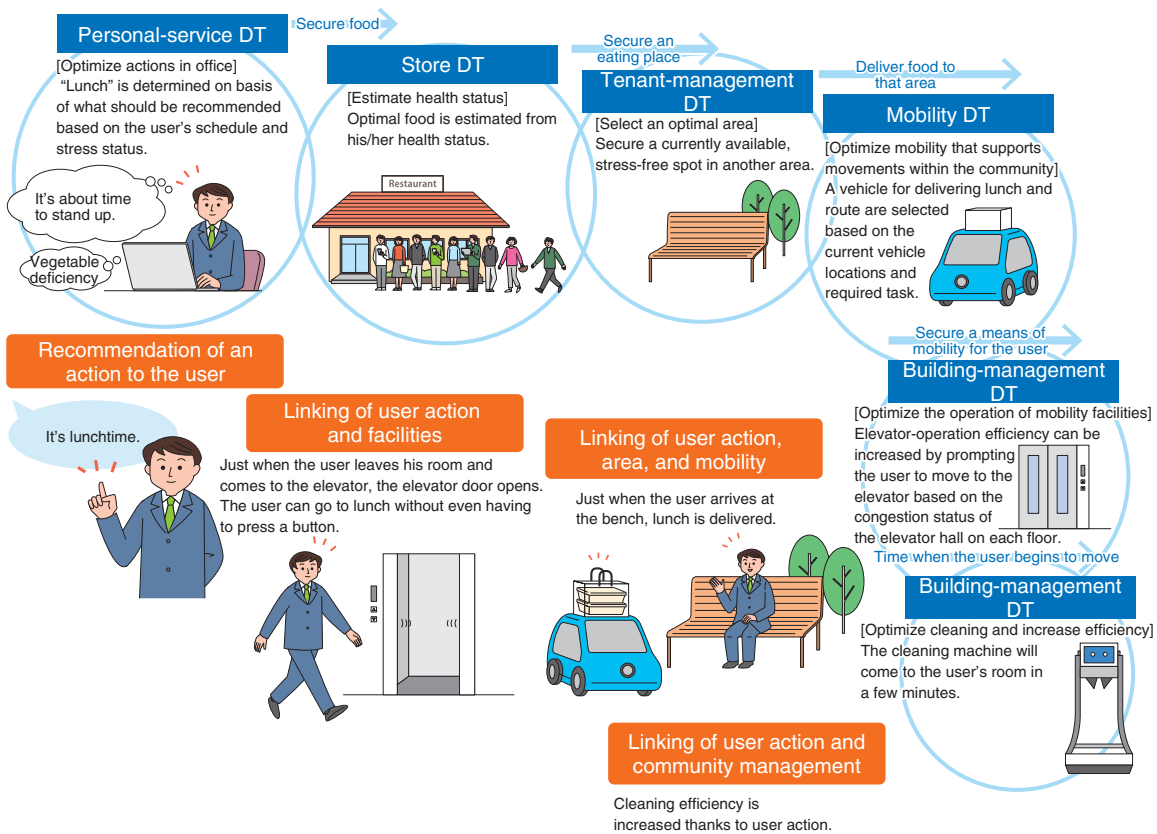 Personal-service DT
[Optimize actions in office]
“Lunch” is determined on basis
of what should be recommended
based on the user’s schedule and
stress status.
It’s about time
to stand up.
Vegetable
deficiency
Secure food
Store DT
[Estimate health status]
Optimal food is estimated from
his/her health status.
Restaurant
Secure an
eating place
Tenant-management
DT
[Select an optimal area]
Secure a currently available,
stress-free spot in another area.
Deliver food to
that area
Mobility DT
[Optimize mobility that supports
movements within the community]
A vehicle for delivering lunch and
route are selected
based on the
current vehicle
locations and
required task.
Secure a means of
mobility for the user
Building-management
DT
[Optimize the operation of mobility facilities]
Elevator-operation efficiency can be
increased by prompting
the user to move to the
elevator based on the
congestion status of
the elevator hall on each floor.
Time when the user begins to move
Building-management
DT
[Optimize cleaning and increase efficiency]
The cleaning machine will
come to the user’s room in
a few minutes.
Recommendation of an
action to the user
It’s lunchtime.
Linking of user action
and facilities
Just when the user leaves his room and
comes to the elevator, the elevator door opens.
The user can go to lunch without even having
to press a button.
Linking of user action,
area, and mobility
Just when the user arrives at
the bench, lunch is delivered.
Linking of user action and
community management
Cleaning efficiency is
increased thanks to user action.